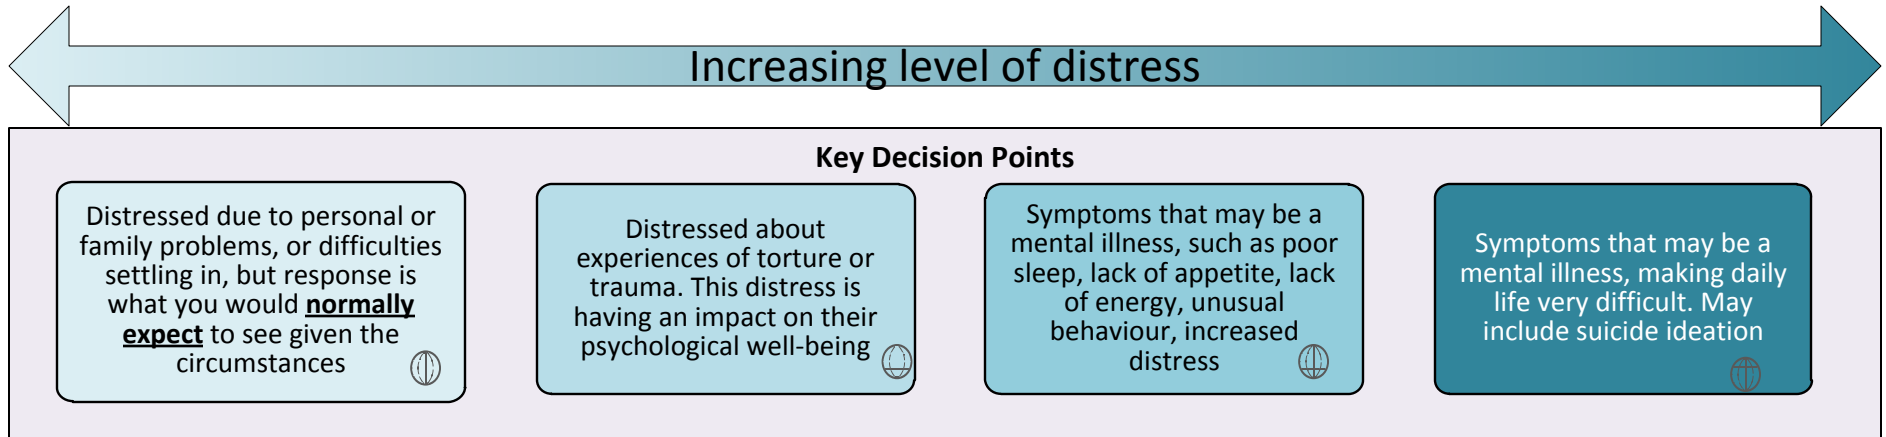 Increasing level of distress
Key Decision Points
Distressed due to personal or
family problems, or difficulties
settling in, but response is
what you would normally
expect to see given the
circumstances
Distressed about
experiences of torture or
trauma. This distress is
having an impact on their
psychological well-being
Symptoms that may be a
mental illness, such as poor
sleep, lack of appetite, lack
of energy, unusual
behaviour, increased
distress
Symptoms that may be a
mental illness, making daily
life very difficult. May
include suicide ideation